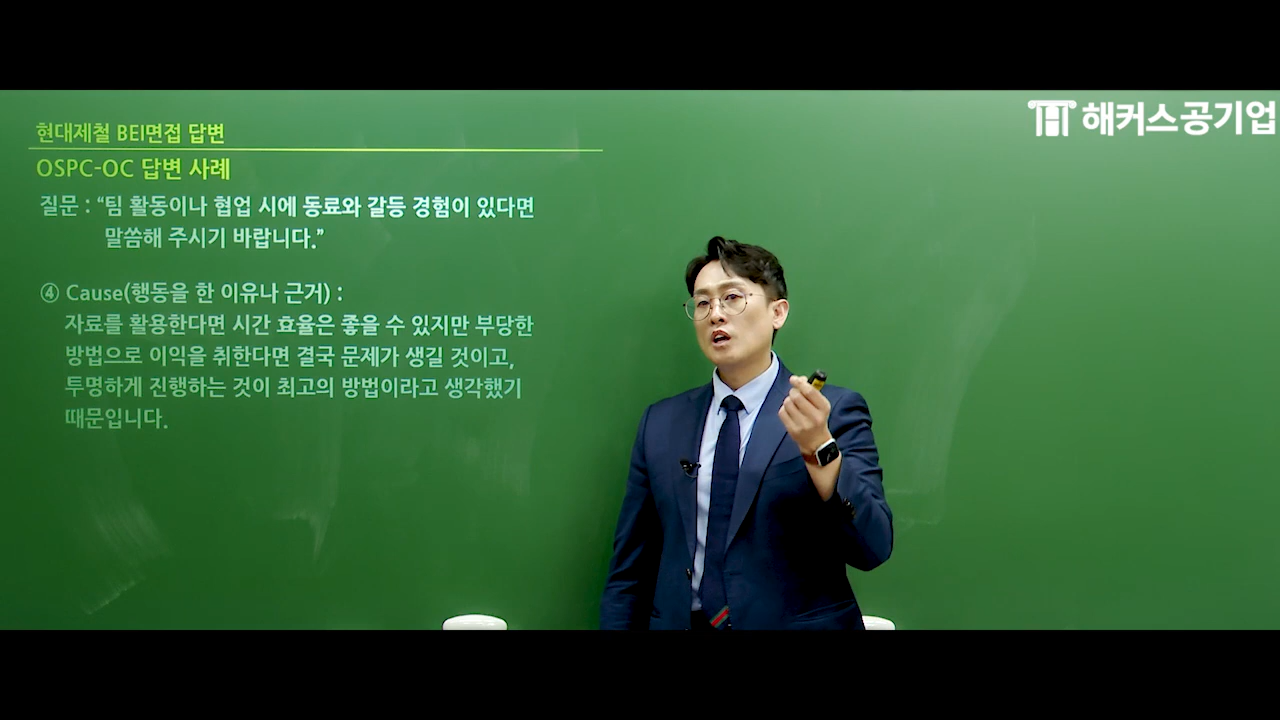 해커스공기업
현대제철 BEI면접 답변
OSPC-OC 답변 사례
질문 : “팀 활동이나 협업 시에 동료와 갈등 경험이 있다면
말씀해 주시기 바랍니다.”
④ Cause(행동을 한 이유나 근거) :
자료를 활용한다면 시간 효율은 좋을 수 있지만 부당한
방법으로 이익을 취한다면 결국 문제가 생길 것이고,
투명하게 진행하는 것이 최고의 방법이라고 생각했기
때문입니다.